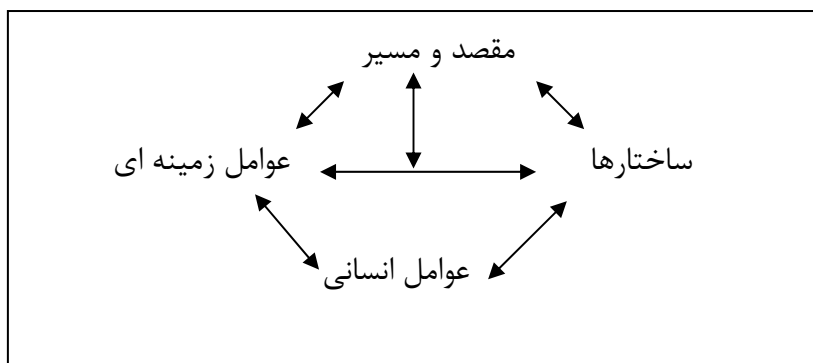 مقصد و مسیر
ساختارها
عوامل زمینه ای
عوامل انسانی